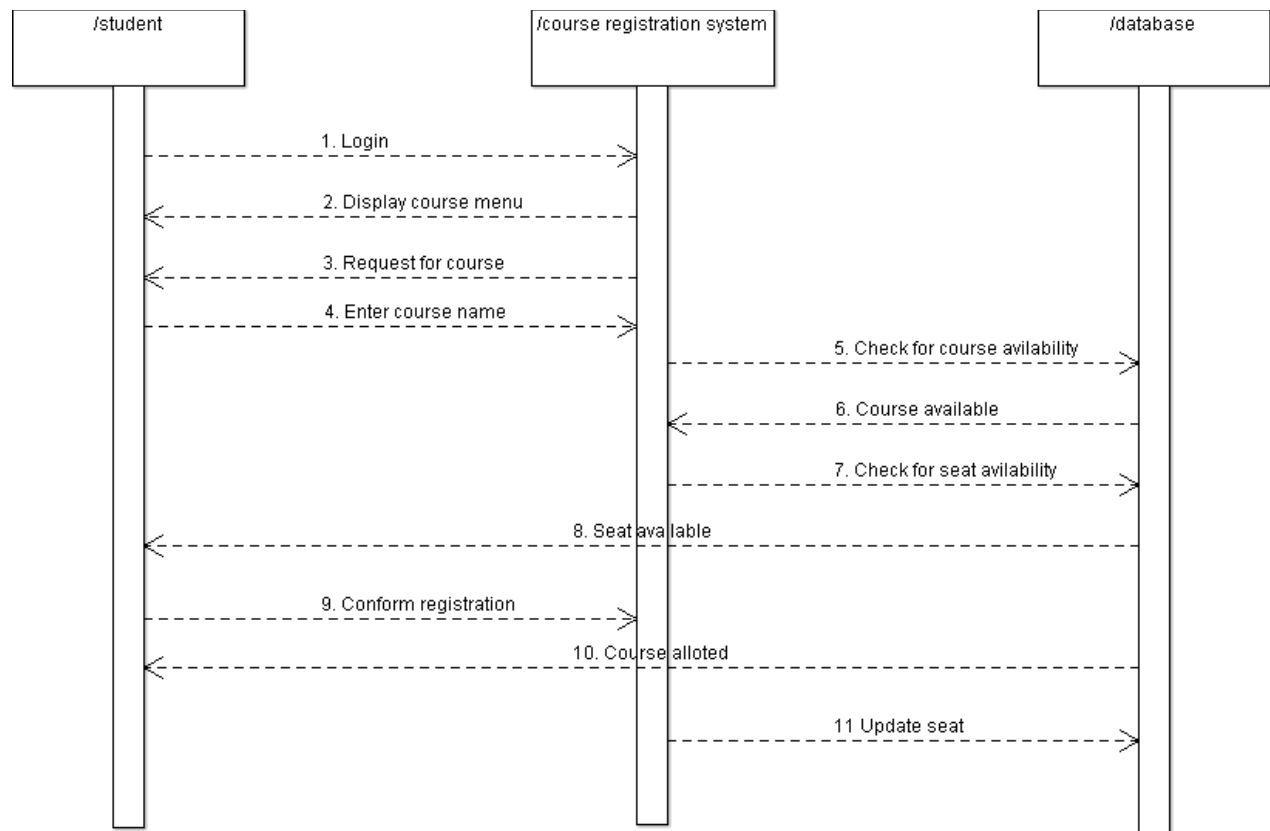 /student
/course registration system
/database
1. Login
2. Display course menu
3. Request for course
4. Enter course name
5. Check for course avilability
6. Course available
7. Check for seat avilability
8. Seat available
9. Conform registration
10. Course alloted
11 Update seat